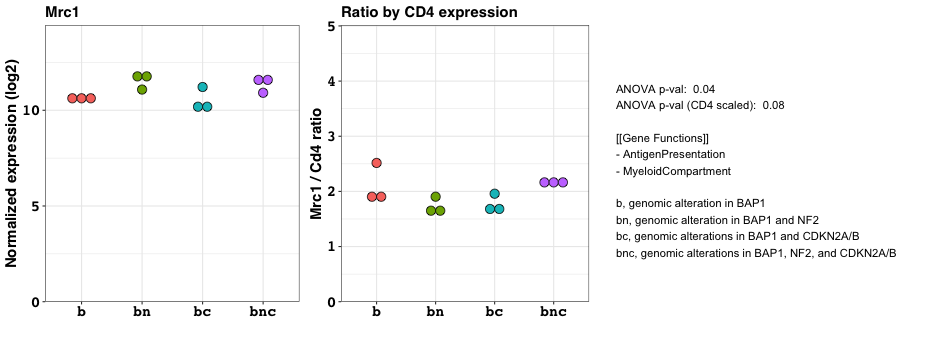 Mrc1
Normalized expression (log2)
10
5
0
b bn bc bnc
Ratio by CD4 expression
Mrc1 / Cd4 ratio
5
4
3
2
1
0
b bn bc bnc
ANOVA p-val: 0.04
ANOVA p-val (CD4 scaled): 0.08
[[Gene Functions]]
- AntigenPresentation
- MyeloidCompartment
b, genomic alteration in BAP1
bn, genomic alteration in BAP1 and NF2
bc, genomic alterations in BAP1 and CDKN2A/B
bnc, genomic alterations in BAP1, NF2, and CDKN2A/B